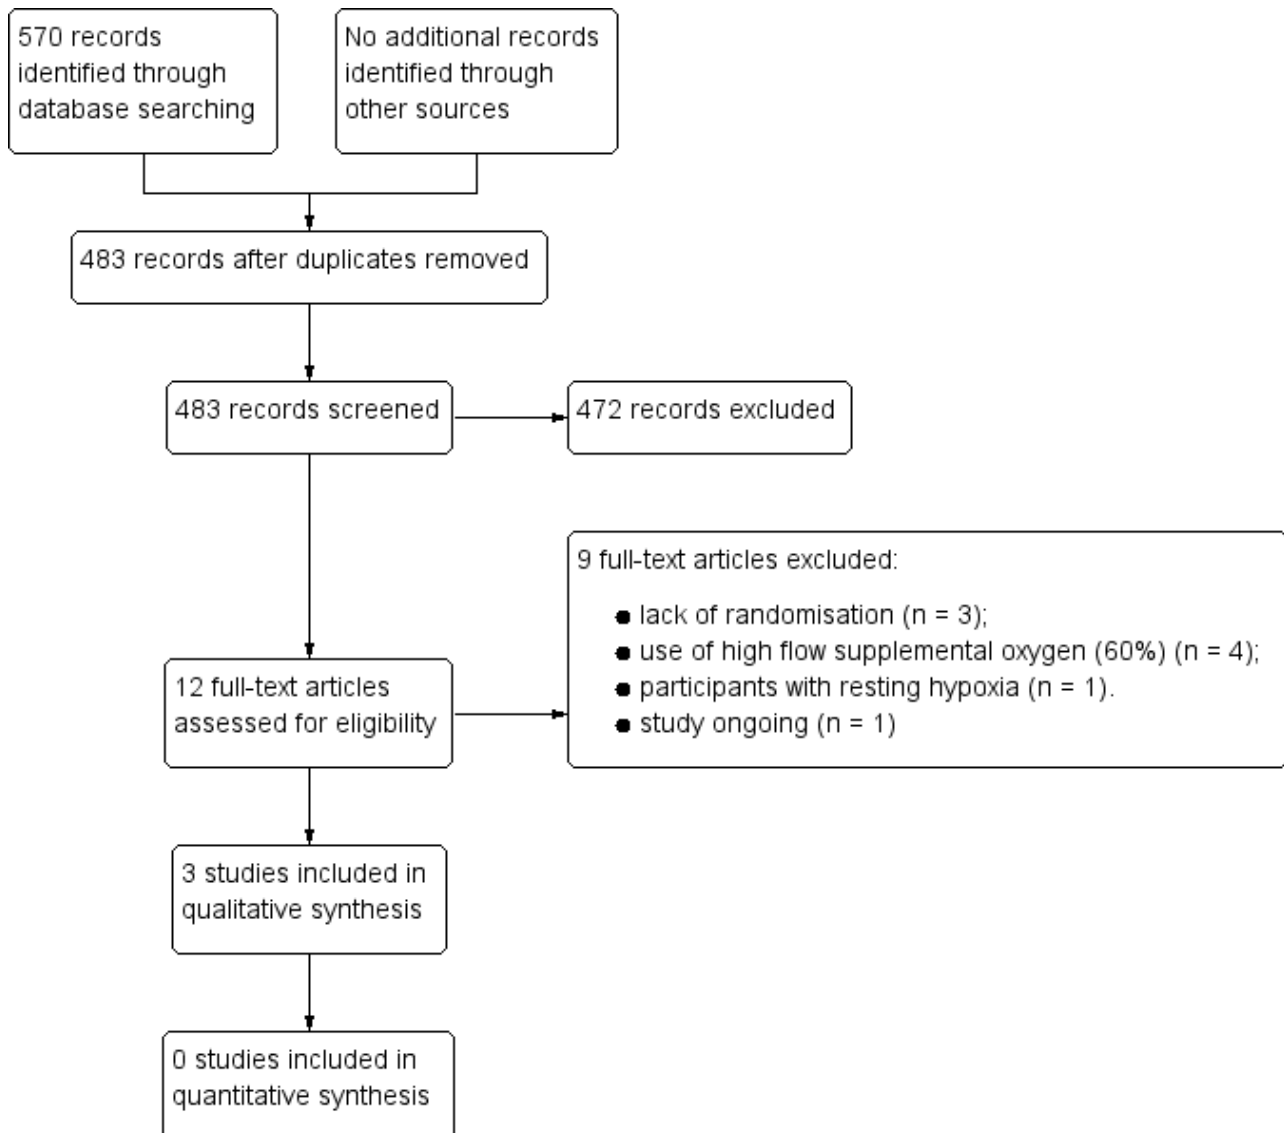 570 records
identified through
database searching
No additional records
identified through
other sources
483 records after duplicates removed
483 records screened
472 records excluded
9 full-text articles excluded:
● lack of randomisation (n = 3);
● use of high flow supplemental oxygen (60%) (n = 4);
● participants with resting hypoxia (n = 1).
● study ongoing (n = 1)
12 full-text articles
assessed for eligibility
3 studies included in
qualitative synthesis
0 studies included in
quantitative synthesis